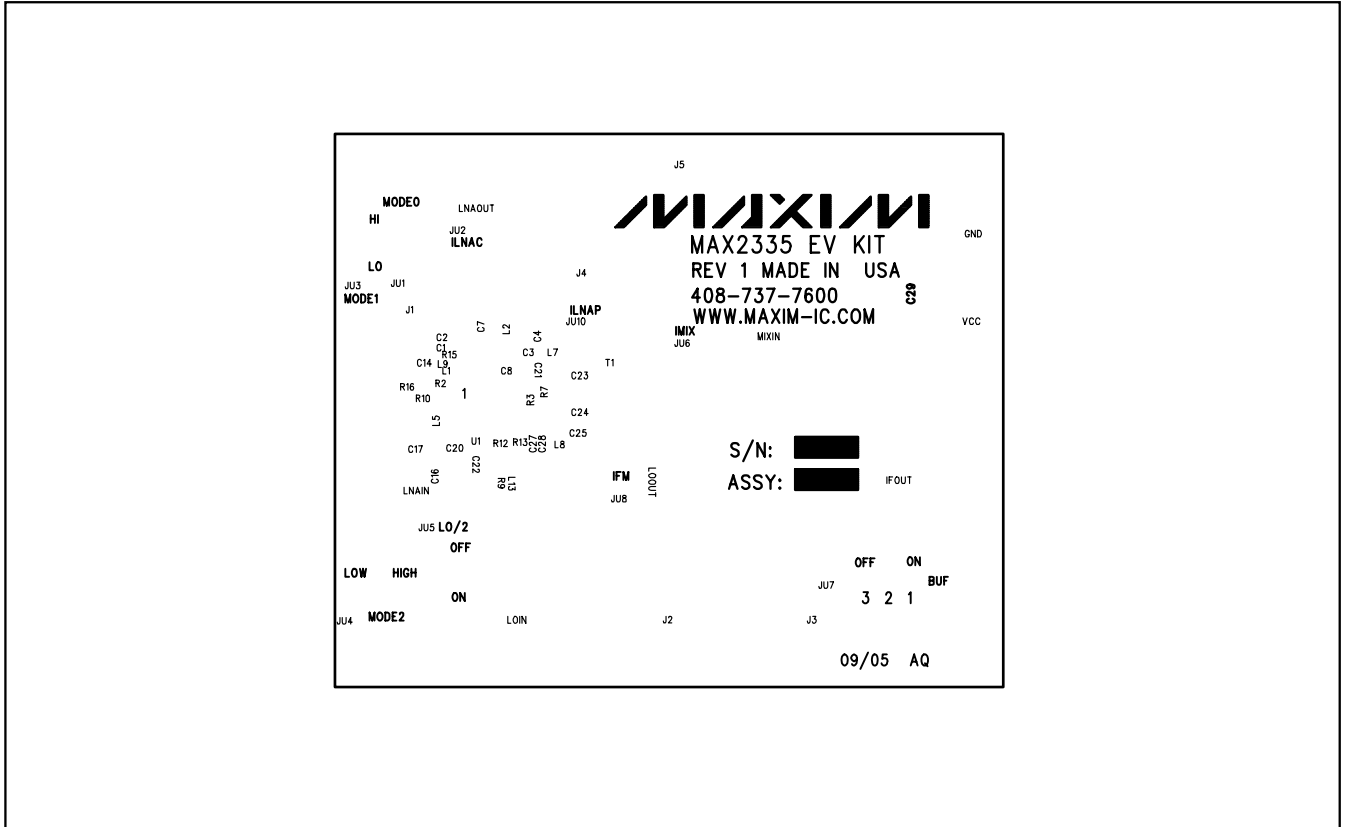 J5
MAXIM
MODE0
LNAOUT
HI
JU2
ILNAC
GND
MAX2335 EV KIT
LO
J4
REV 1 MADE IN USA
JU3
JU1
MODE1
408-737-7600
C29
J1
ILNAP
WWW.MAXIM-IC.COM
JU10
VCC
C7
L2
IMIX
C2
C4
MIXIN
JU6
C1
R15
C3
L7
C14
L9
T1
L1
C8
C21
C23
R16
R2
R10
1
R3
R7
C24
L5
C25
C17
C20
U1
R12
R13
C27
C28
L8
S/N:
C22
C16
IFM
LOOUT
ASSY:
IFOUT
LNAIN
R9
L13
JU8
JU5
LO/2
OFF
OFF
ON
LOW
HIGH
BUF
JU7
ON
3 2 1
JU4
MODE2
LOIN
J2
J3
09/05 AQ